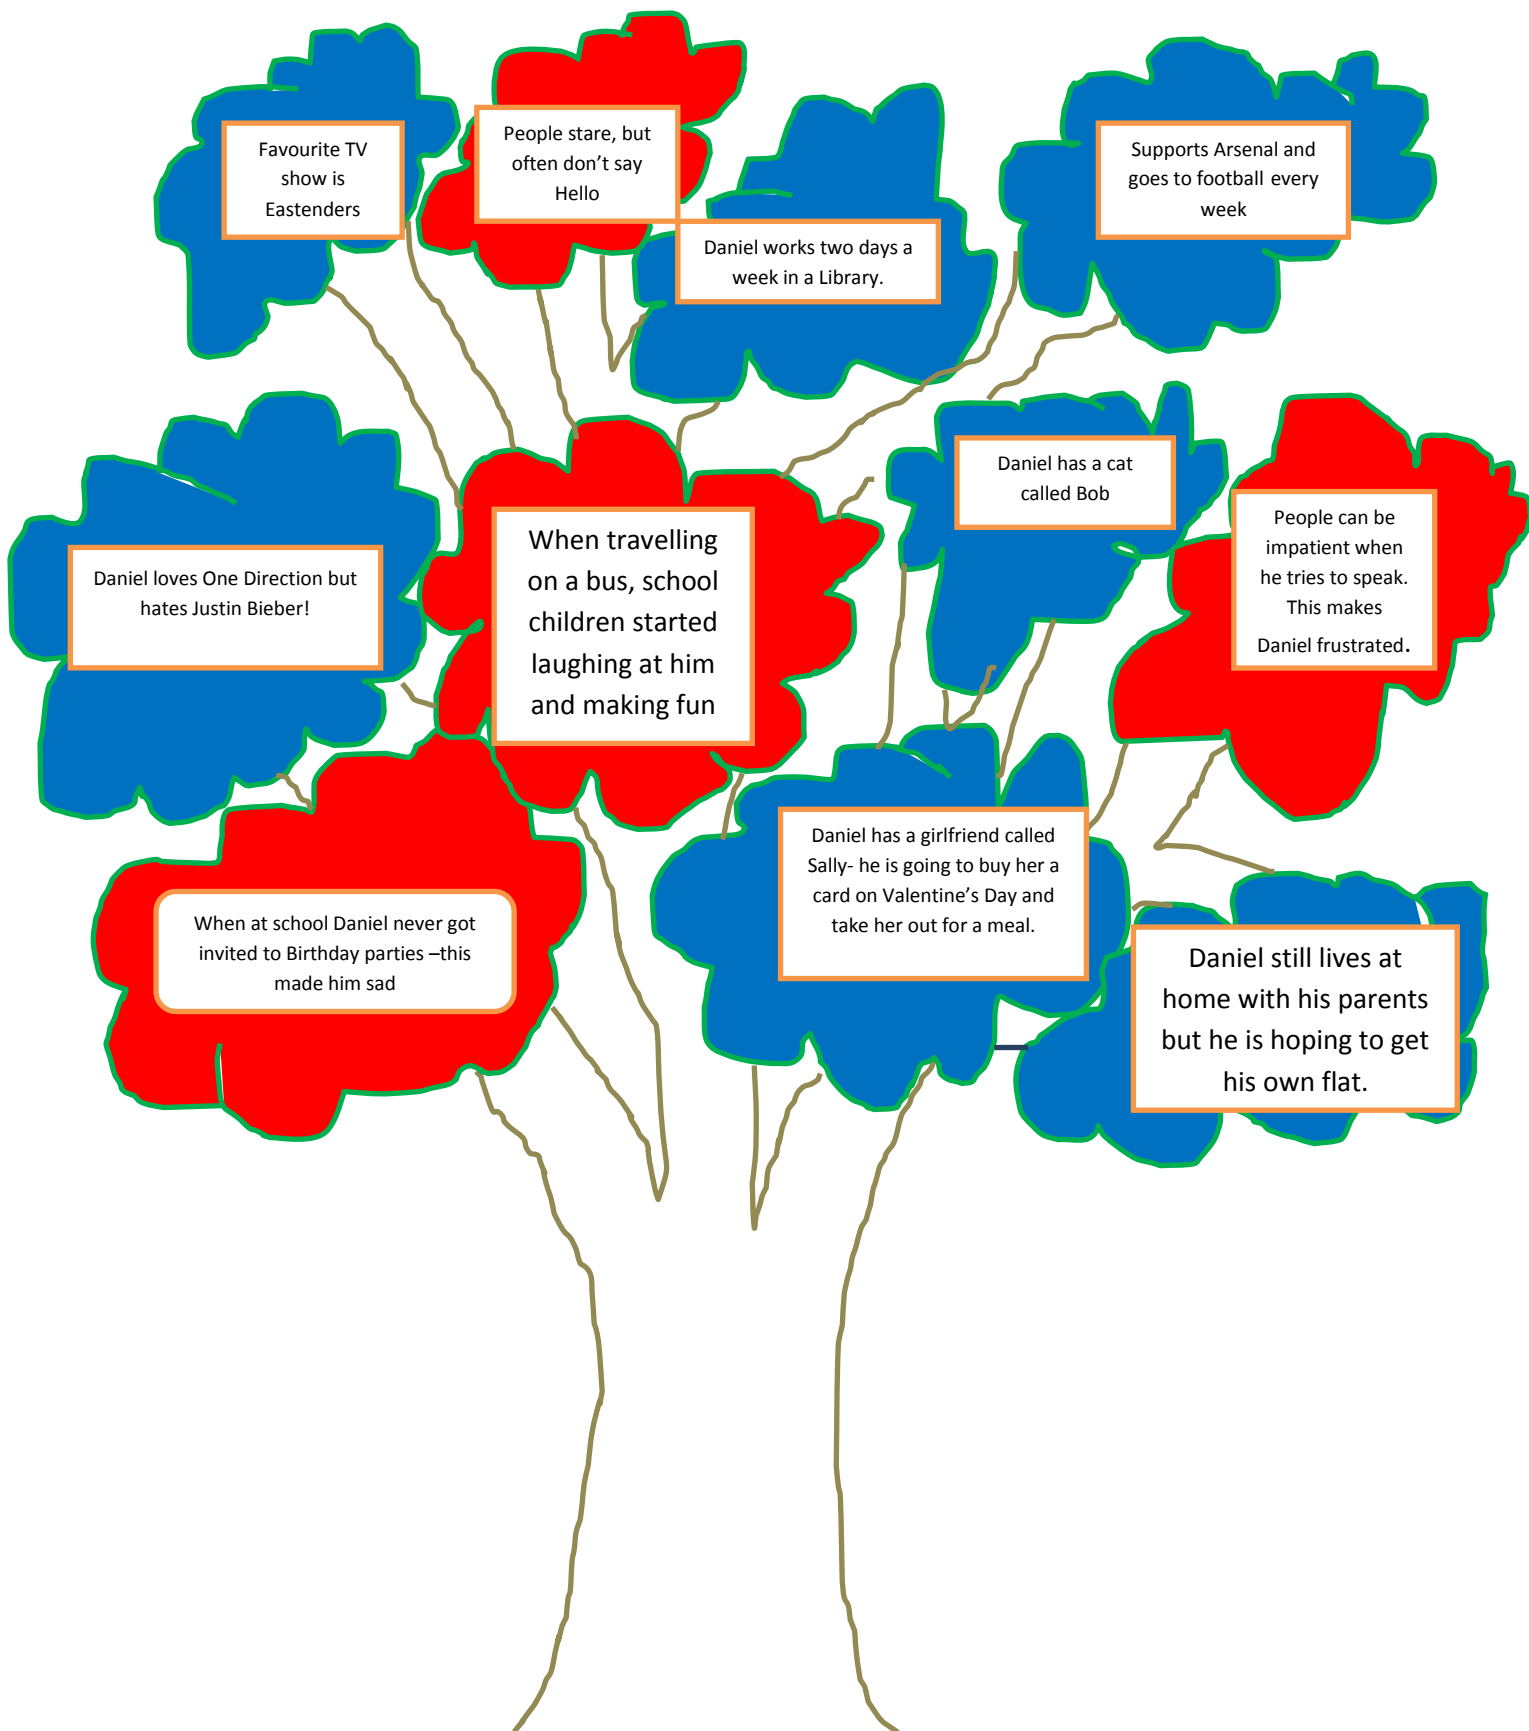 Favourite TV
show is
Eastenders
People stare, but
often don't say
Hello
Daniel works two days a
week in a Library.
Supports Arsenal and
goes to football every
week
Daniel loves One Direction but
hates Justin Bieber!
When travelling
on a bus, school
children started
laughing at him
and making fun
Daniel has a cat
called Bob
People can be
impatient when
he tries to speak.
This makes
Daniel frustrated.
When at school Daniel never got
invited to Birthday parties –this
made him sad
Daniel has a girlfriend called
Sally- he is going to buy her a
card on Valentine's Day and
take her out for a meal.
Daniel still lives at
home with his parents
but he is hoping to get
his own flat.